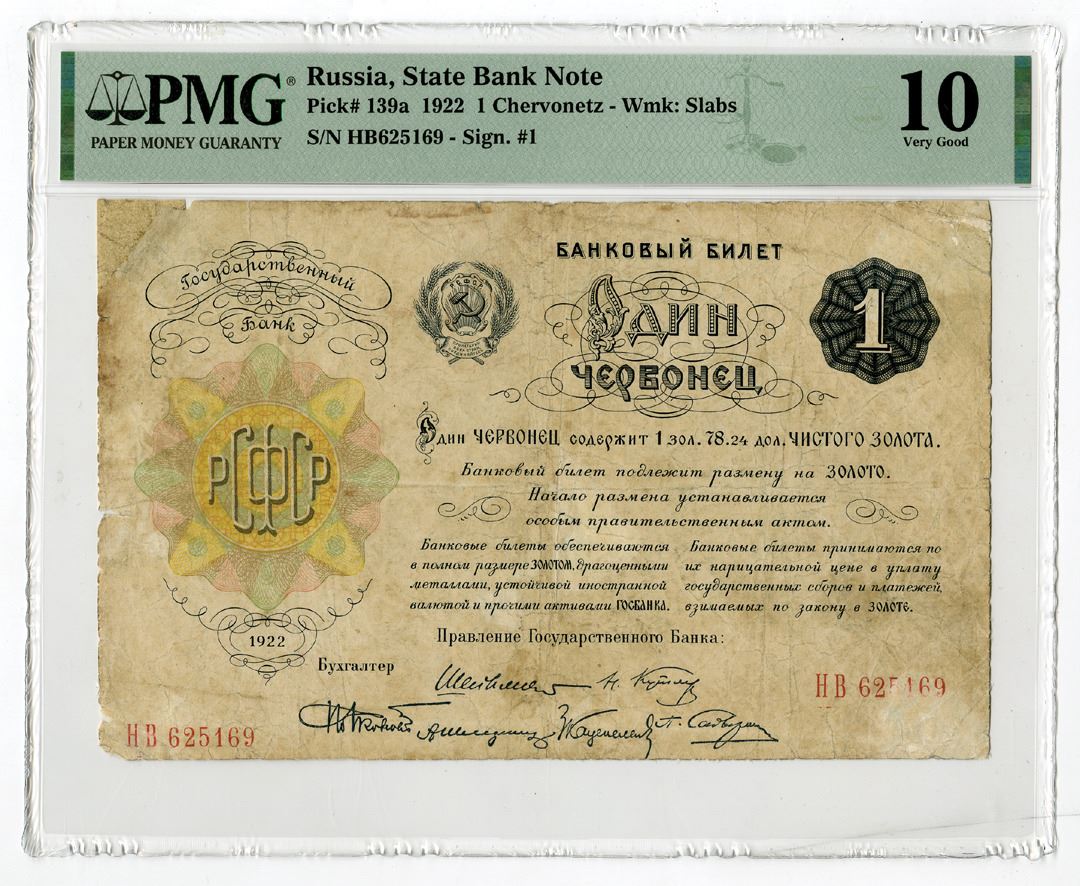 PMG®
PAPER MONEY GUARANTY
Russia, State Bank Note
Pick# 139a 1922 1 Chervonetz - Wmk: Slabs
S/N HB625169 - Sign. #1
10
Very Good
Государственный
Банк
РСФСР
1922
БАНКОВЫЙ БИЛЕТ
ОДИН
ЧЕРВОНЕЦ
1
Один ЧЕРВОНЕЦ содержит 1 зол. 78.24 дол. ЧИСТОГО ЗОЛОТА.
Банковый билет подлежит размену на ЗОЛОТО.
Начало размена устанавливается
особым правительственным актом.
Банковые билеты обеспечиваются
в полном размере ЗОЛОТОМ, драгоценными
металлами, устойчивой иностранной
валютой и прочими активами ГОСБАНКА.
Банковые билеты принимаются по
их нарицательной цене в уплату
государственных сборов и платежей,
взимаемых по закону в ЗОЛОТЕ.
Правление Государственного Банка:
Бухгалтер
НВ 625169
НВ 625169